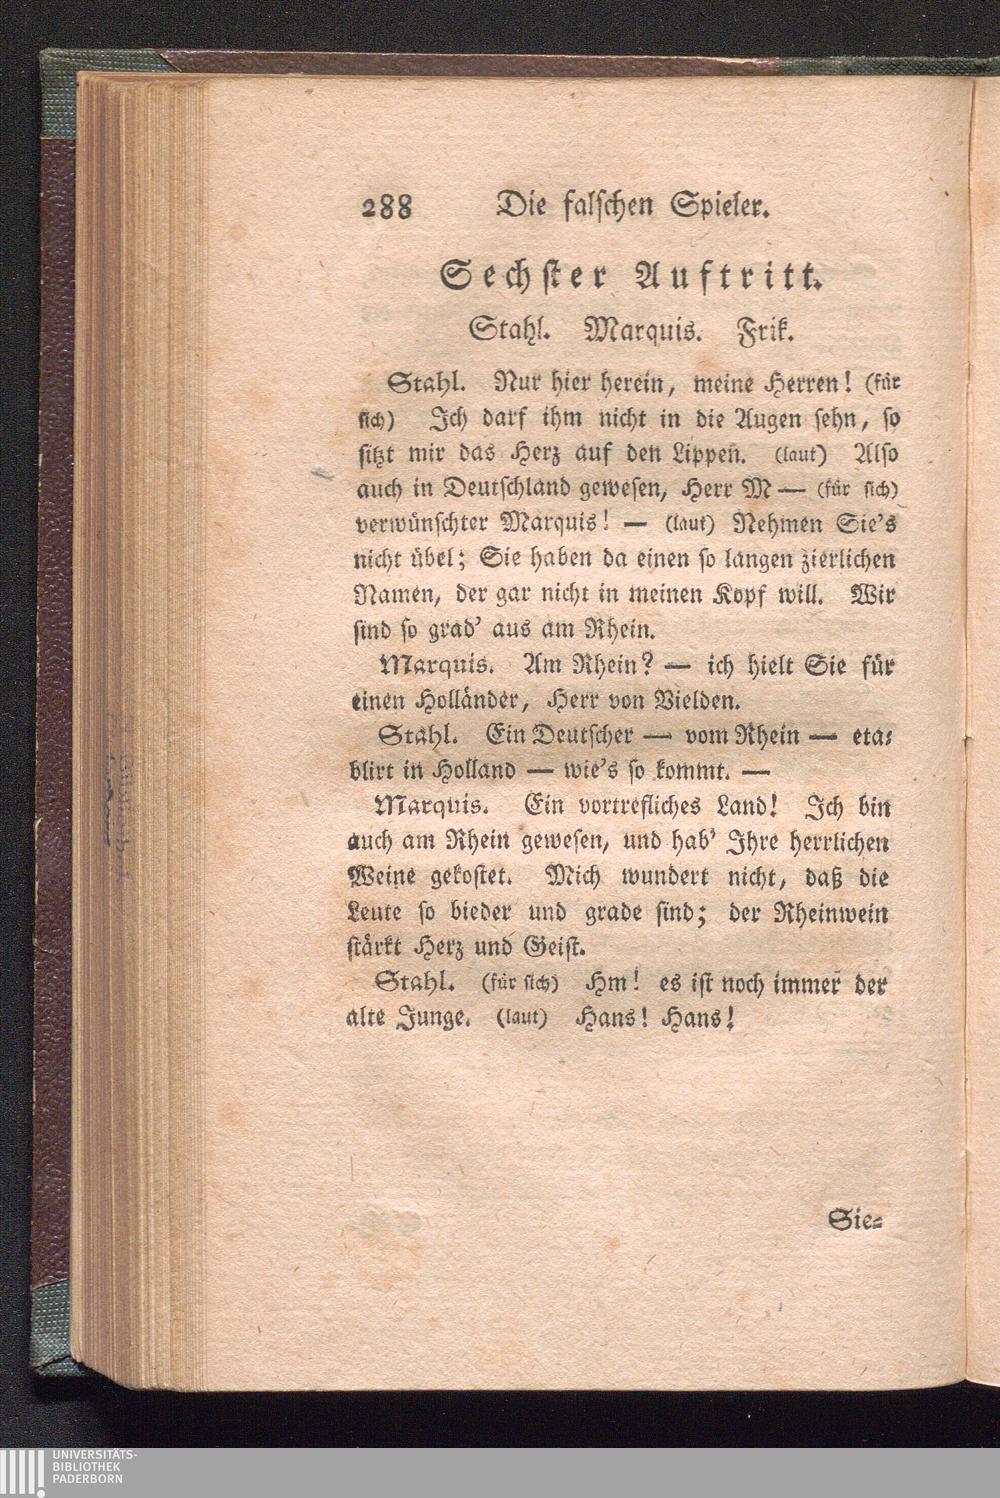 288 Die falſchen Spieler.
Sechſter Auftritt.
Stahl. Marquis. Frik.
Stahl. Nur hier herein, meine Herren! (für
ſich) Ich darf ihm nicht in die Augen ſehn, ſo
ſitzt mir das Herz auf den Lippen. (laut) Alſo
auch in Deutſchland geweſen, Herr M— (für ſich)
verwünſchter Marquis! — (laut) Nehmen Sie's
nicht übel; Sie haben da einen ſo langen zierlichen
Namen, der gar nicht in meinen Kopf will. Wir
ſind ſo grad' aus am Rhein.
Marquis. Am Rhein? — ich hielt Sie für
einen Holländer, Herr von Vielden.
Stahl. Ein Deutſcher — vom Rhein — eta⸗
blirt in Holland — wie's ſo kommt. —
Marquis. Ein vortrefliches Land! Ich bin
auch am Rhein geweſen, und hab' Ihre herrlichen
Weine gekoſtet. Mich wundert nicht, daß die
Leute ſo bieder und grade ſind; der Rheinwein
ſtärkt Herz und Geiſt.
Stahl. (für ſich) Hm! es iſt noch immer der
alte Junge. (laut) Hans! Hans!
Sie⸗
UNIVERSITÄTS-
BIBLIOTHEK
PADERBORN